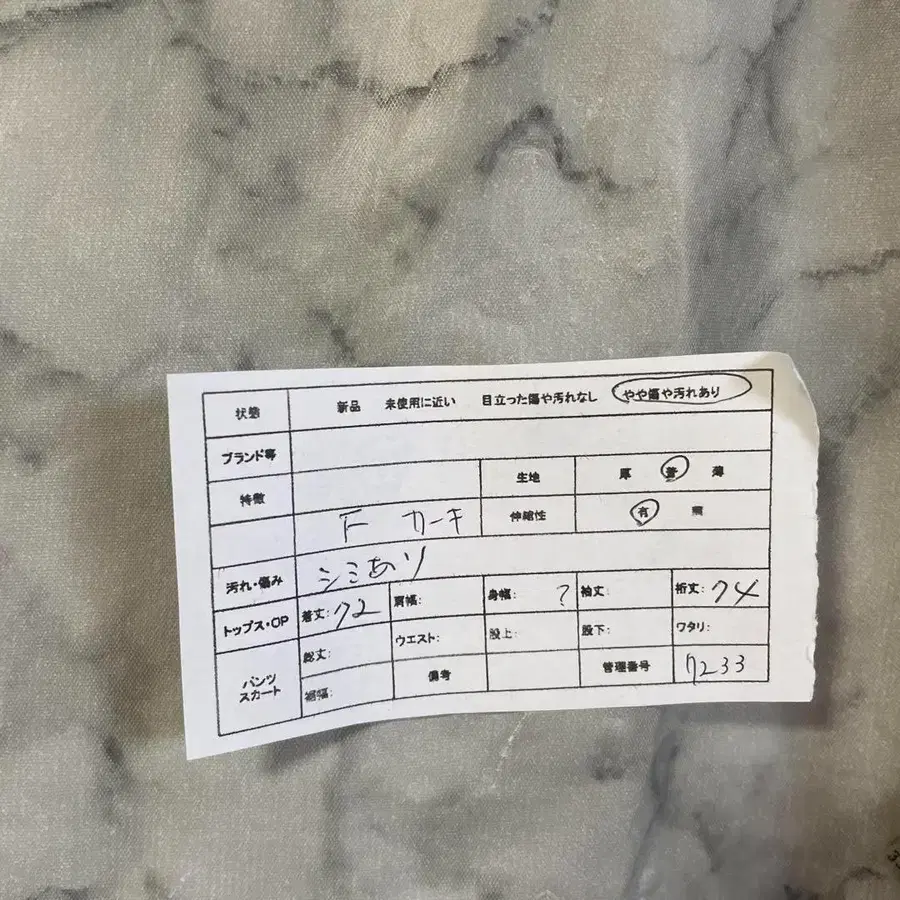 状態 新品 未使用に近い 目立った傷や汚れなし やや傷や汚れあり
ブランド等
特徴 生地 厚 普 薄
F カーキ 伸縮性 有 無
汚れ・傷み シミあり
トップス・OP 着丈: 72 肩幅: 身幅: ? 袖丈: 裄丈: 74
パンツ スカート 総丈: ウエスト: 股上: 股下: ワタリ:
裾幅: 備考 管理番号 7233